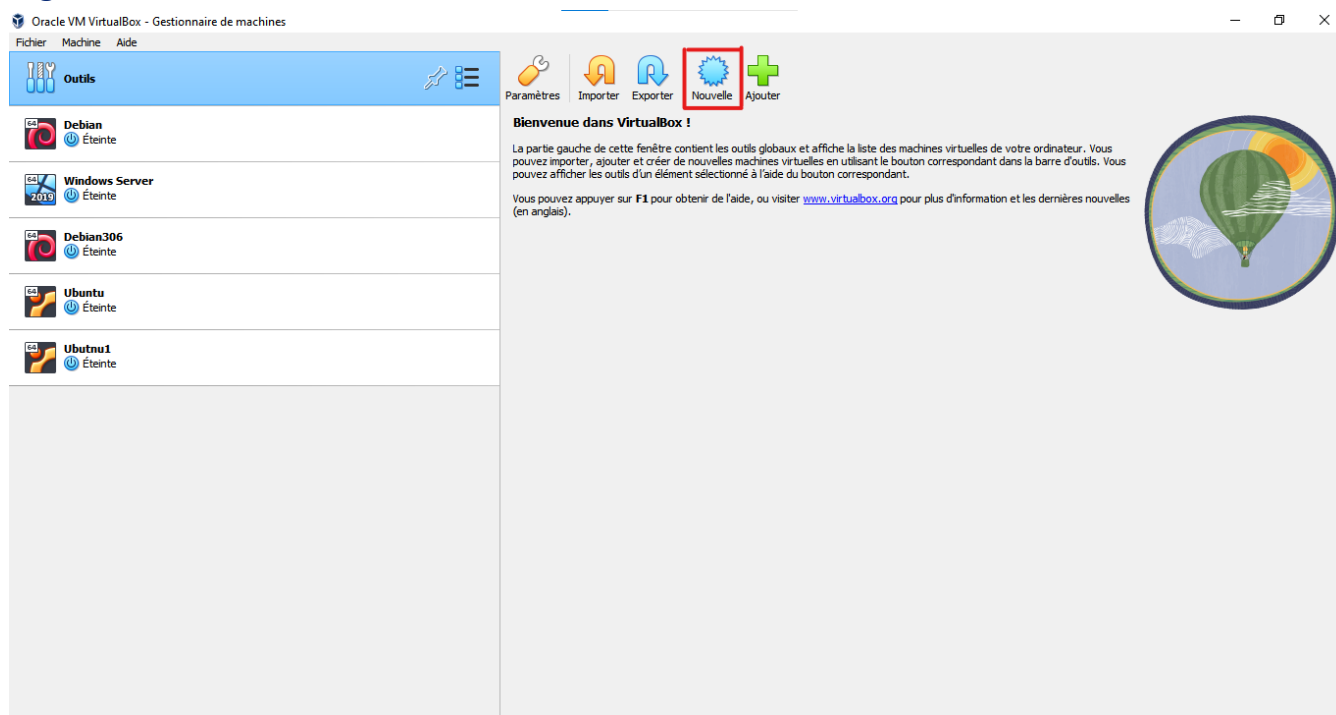 Oracle VM VirtualBox - Gestionnaire de machines
Fichier Machine Aide
Outils
Paramètres Importer Exporter Nouvelle Ajouter
64
Debian
Éteinte
64
2019
Windows Server
Éteinte
64
Debian306
Éteinte
64
Ubuntu
Éteinte
64
Ubutnu1
Éteinte
Bienvenue dans VirtualBox !
La partie gauche de cette fenêtre contient les outils globaux et affiche la liste des machines virtuelles de votre ordinateur. Vous
pouvez importer, ajouter et créer de nouvelles machines virtuelles en utilisant le bouton correspondant dans la barre d'outils. Vous
pouvez afficher les outils d'un élément sélectionné à l'aide du bouton correspondant.
Vous pouvez appuyer sur F1 pour obtenir de l'aide, ou visiter www.virtualbox.org pour plus d'information et les dernières nouvelles
(en anglais).